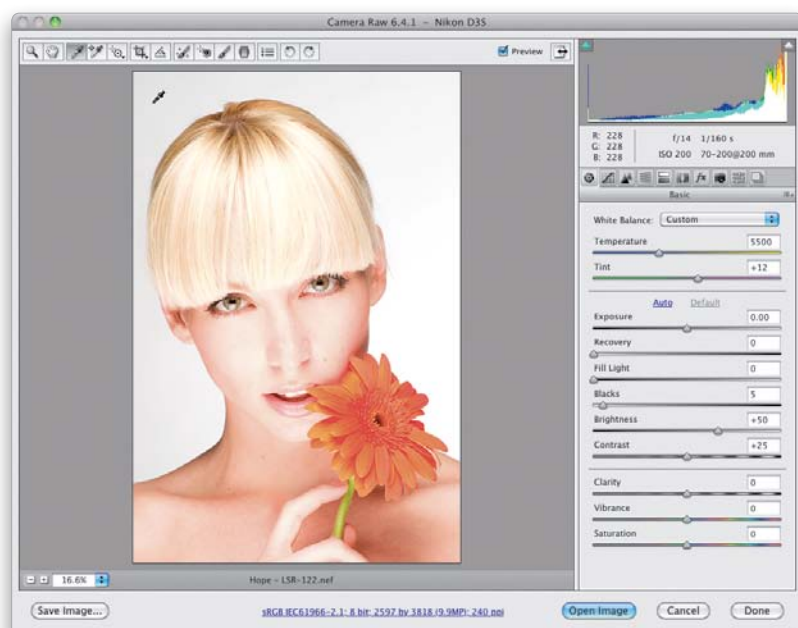 Camera Raw 6.4.1 – Nikon D3S
Preview
R: 228
G: 228
B: 228
f/14 1/160 s
ISO 200 70-200@200 mm
fx
Basic
White Balance: Custom
Temperature 5500
Tint +12
Auto Default
Exposure 0.00
Recovery 0
Fill Light 0
Blacks 5
Brightness +50
Contrast +25
Clarity 0
Vibrance 0
Saturation 0
16.6%
Hope – LSR-122.nef
Save Image...
sRGB IEC61966-2.1; 8 bit; 2597 by 3818 (9.9MP); 240 ppi
Open Image
Cancel
Done